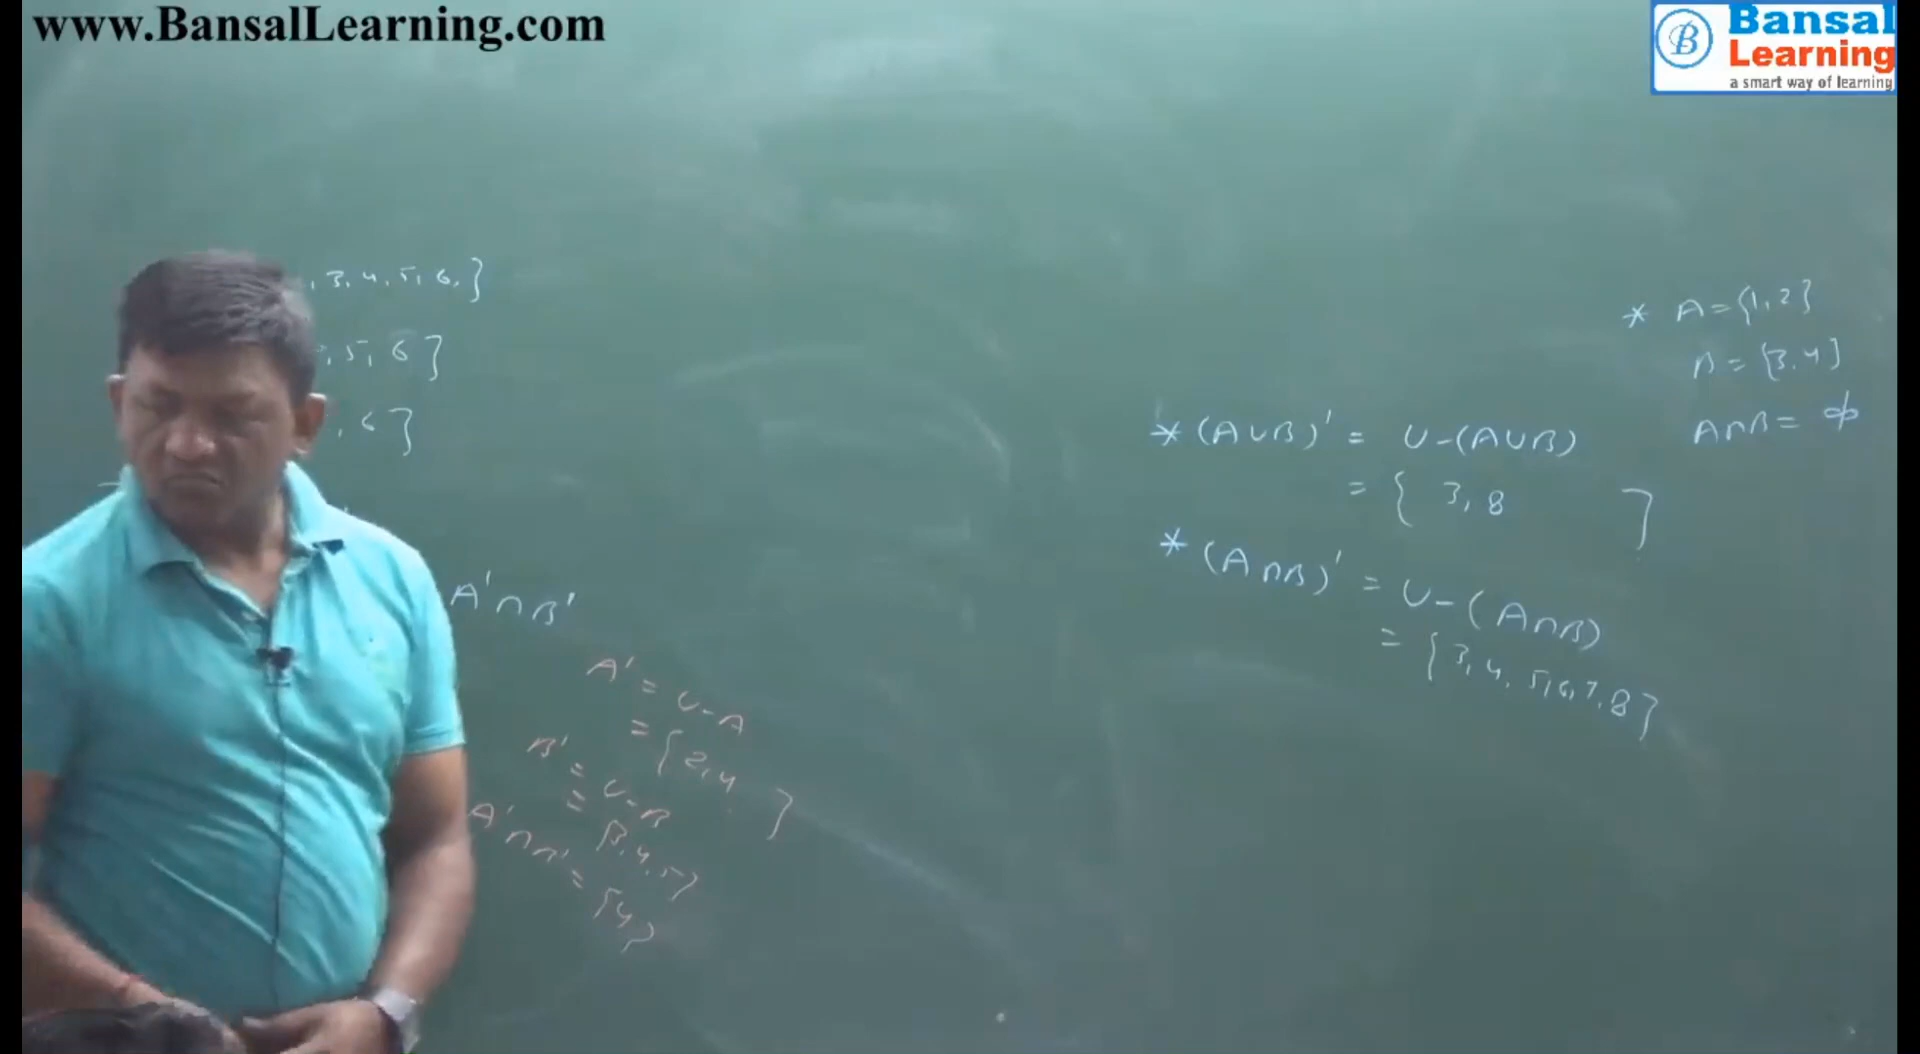 www.BansalLearning.com
B
Bansal
Learning
a smart way of learning
, 3, 4, 5, 6, }
, 5, 6 }
, 6 }
A'∩B'
A' = U-A
= { 2, 4 }
B' = U-B
= {3, 4, 5}
A'∩B' = {4}
* (A∪B)' = U-(A∪B)
= { 3, 8 }
* (A∩B)' = U-(A∩B)
= { 3, 4, 5, 6, 7, 8 }
* A = {1, 2}
B = {3, 4}
A∩B = φ